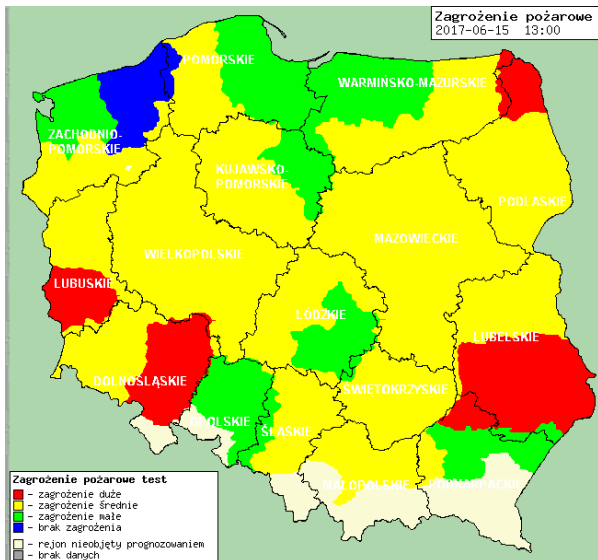 Zagrożenie pożarowe
2017-06-15 13:00
POMORSKIE
WARMIŃSKO-MAZURSKIE
ZACHODNIO-
POMORSKIE
KUJAWSKO-
POMORSKIE
PODLASKIE
MAZOWIECKIE
WIELKOPOLSKIE
LUBUSKIE
ŁÓDZKIE
LUBELSKIE
DOLNOŚLĄSKIE
ŚWIĘTOKRZYSKIE
OPOLSKIE
ŚLĄSKIE
MAŁOPOLSKIE
PODKARPACKIE
Zagrożenie pożarowe test
- zagrożenie duże
- zagrożenie średnie
- zagrożenie małe
- brak zagrożenia
- rejon nieobjęty prognozowaniem
- brak danych